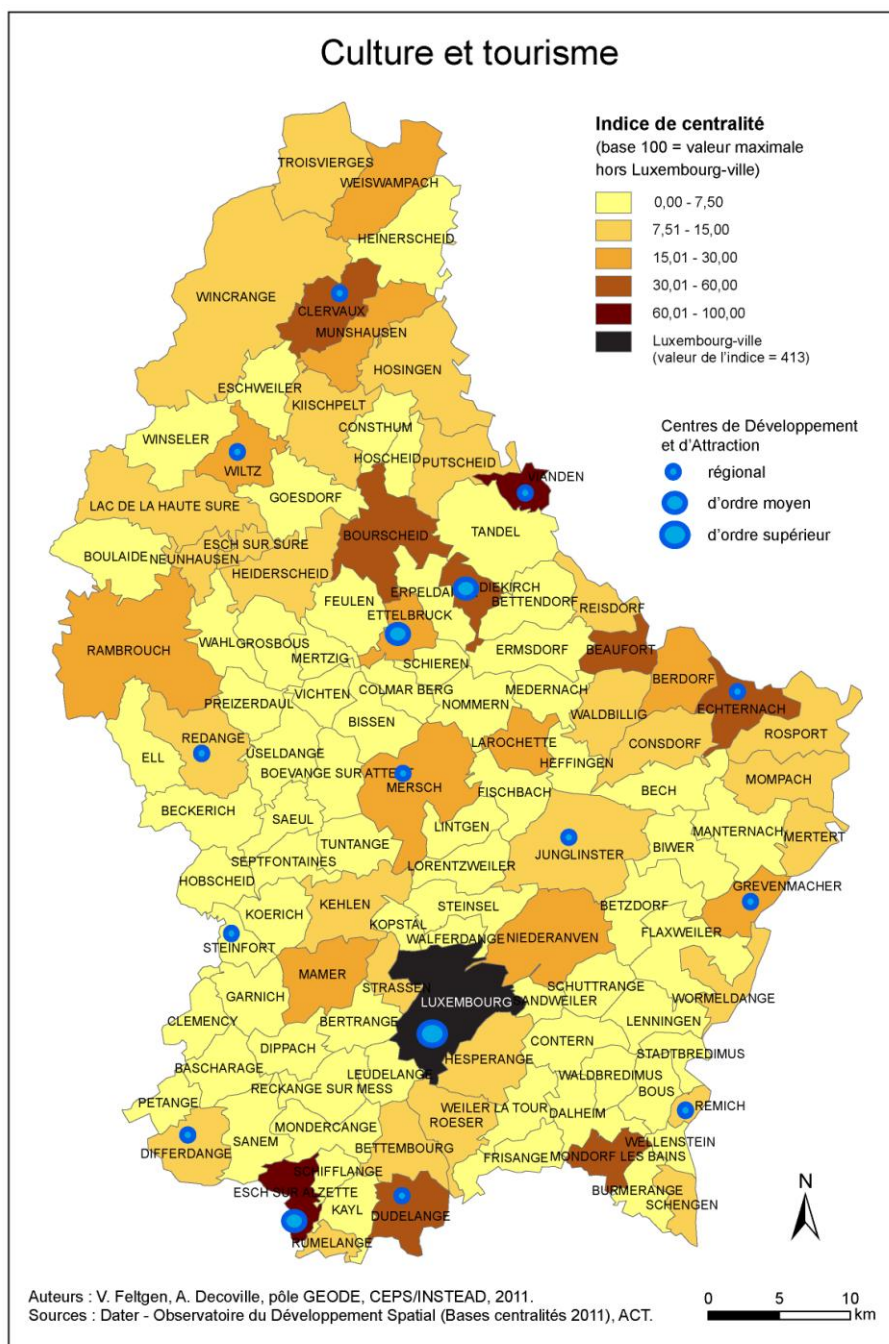 Culture et tourisme
Indice de centralité
(base 100 = valeur maximale
hors Luxembourg-ville)
0,00 - 7,50
7,51 - 15,00
15,01 - 30,00
30,01 - 60,00
60,01 - 100,00
Luxembourg-ville
(valeur de l'indice = 413)
Centres de Développement
et d'Attraction
régional
d'ordre moyen
d'ordre supérieur
TROISVIERGES
WEISWAMPACH
HEINERSCHEID
WINCRANGE
CLERVAUX
MUNSHAUSEN
HOSINGEN
ESCHWEILER
KIISCHPELT
CONSTHUM
WINSELER
HOSCHEID
PUTSCHEID
WILTZ
VIANDEN
GOESDORF
LAC DE LA HAUTE SURE
TANDEL
BOURSCHEID
ESCH SUR SURE
BOULAIDE
NEUNHAUSEN
HEIDERSCHEID
DIEKIRCH
BETTENDORF
FEULEN
REISDORF
ETTELBRUCK
WAHL
GROSBOUS
RAMBROUCH
ERMSDORF
BEAUFORT
MERTZIG
SCHIEREN
BERDORF
COLMAR BERG
MEDERNACH
VICHTEN
PREIZERDAUL
NOMMERN
ECHTERNACH
WALDBILLIG
BISSEN
USELDANGE
REDANGE
LAROCHETTE
CONSDORF
ROSPORT
ELL
HEFFINGEN
MERSCH
MOMPACH
FISCHBACH
BECH
BECKERICH
SAEUL
LINTGEN
MANTERNACH
MERTERT
TUNTANGE
BIWER
JUNGLINSTER
SEPTFONTAINES
LORENTZWEILER
HOBSCHEID
GREVENMACHER
KEHLEN
STEINSEL
BETZDORF
KOERICH
KOPSTAL
FLAXWEILER
WALFERDANGE
NIEDERANVEN
STEINFORT
MAMER
STRASSEN
SCHUTTRANGE
GARNICH
LUXEMBOURG
SANDWEILER
WORMELDANGE
CLEMENCY
BERTRANGE
LENNINGEN
DIPPACH
CONTERN
STADTBREDIMUS
HESPERANGE
BASCHARAGE
LEUDELANGE
WALDBREDIMUS
RECKANGE SUR MESS
BOUS
PETANGE
WEILER LA TOUR
DALHEIM
REMICH
ROESER
MONDERCANGE
SANEM
WELLENSTEIN
DIFFERDANGE
BETTEMBOURG
FRISANGE
MONDORF LES BAINS
SCHIFFLANGE
ESCH SUR ALZETTE
BURMERANGE
SCHENGEN
KAYL
DUDELANGE
RUMELANGE
N
0 5 10
km
Auteurs : V. Feltgen, A. Decoville, pôle GEODE, CEPS/INSTEAD, 2011.
Sources : Dater - Observatoire du Développement Spatial (Bases centralités 2011), ACT.